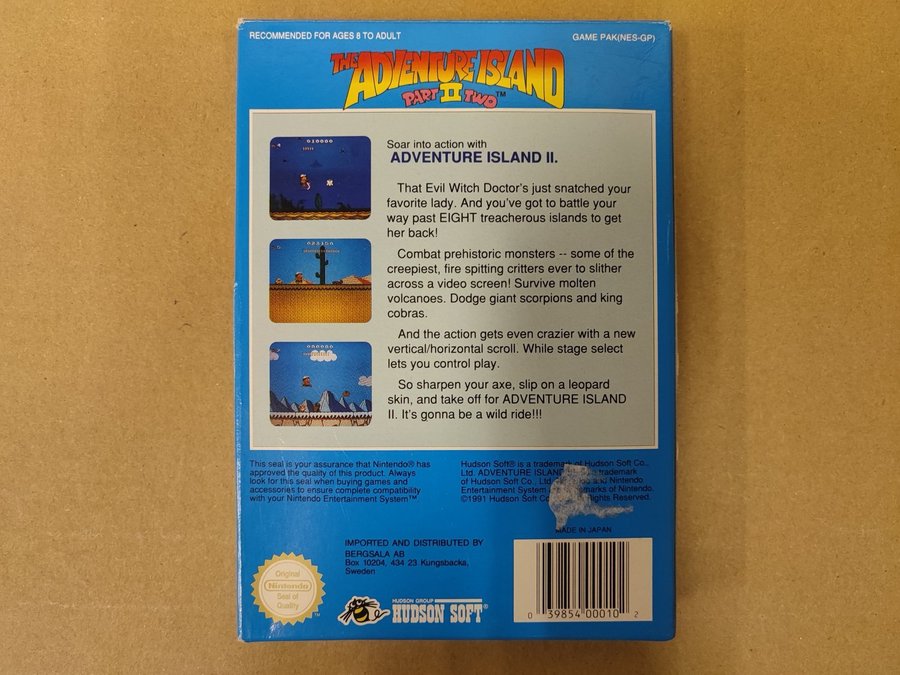 RECOMMENDED FOR AGES 8 TO ADULT
GAME PAK(NES-GP)
THE ADVENTURE ISLAND
PART II TWO™
Soar into action with
ADVENTURE ISLAND II.
That Evil Witch Doctor's just snatched your
favorite lady. And you've got to battle your
way past EIGHT treacherous islands to get
her back!
Combat prehistoric monsters -- some of the
creepiest, fire spitting critters ever to slither
across a video screen! Survive molten
volcanoes. Dodge giant scorpions and king
cobras.
And the action gets even crazier with a new
vertical/horizontal scroll. While stage select
lets you control play.
So sharpen your axe, slip on a leopard
skin, and take off for ADVENTURE ISLAND
II. It's gonna be a wild ride!!!
This seal is your assurance that Nintendo® has
approved the quality of this product. Always
look for this seal when buying games and
accessories to ensure complete compatibility
with your Nintendo Entertainment System™.
Hudson Soft® is a trademark of Hudson Soft Co.,
Ltd. ADVENTURE ISLAND trademark
of Hudson Soft Co., Ltd. and Nintendo
Entertainment System of Nintendo.
©1991 Hudson Soft Rights Reserved.
MADE IN JAPAN
IMPORTED AND DISTRIBUTED BY
BERGSALA AB
Box 10204, 434 23 Kungsbacka,
Sweden
Original
Nintendo
Seal of
Quality
TM
HUDSON GROUP
HUDSON SOFT®
0 39854 00010 2